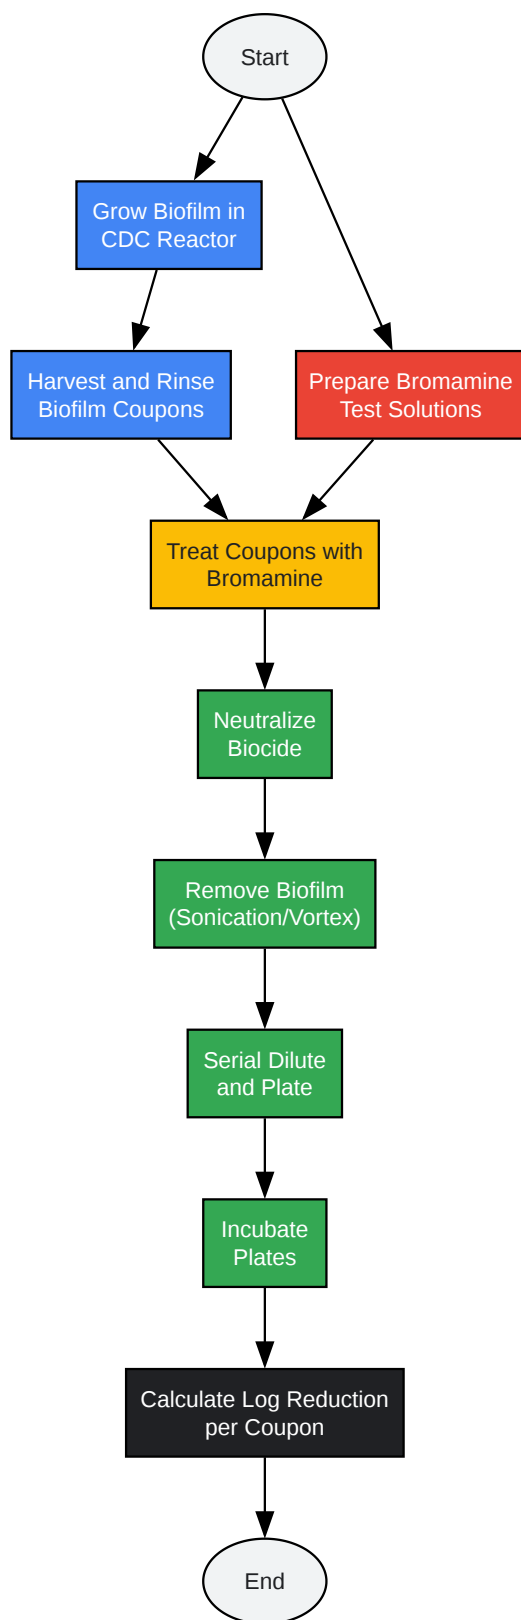 Start
Grow Biofilm in
CDC Reactor
Harvest and Rinse
Biofilm Coupons
Prepare Bromamine
Test Solutions
Treat Coupons with
Bromamine
Neutralize
Biocide
Remove Biofilm
(Sonication/Vortex)
Serial Dilute
and Plate
Incubate
Plates
Calculate Log Reduction
per Coupon
End